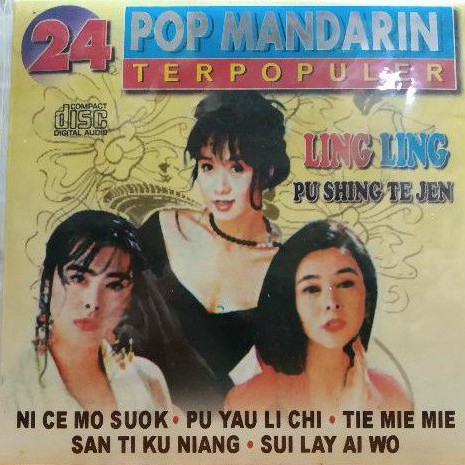 24 POP MANDARIN
TERPOPULER
COMPACT
disc
DIGITAL AUDIO
LING LING
PU SHING TE JEN
NI CE MO SUOK • PU YAU LI CHI • TIE MIE MIE
SAN TI KU NIANG • SUI LAY AI WO